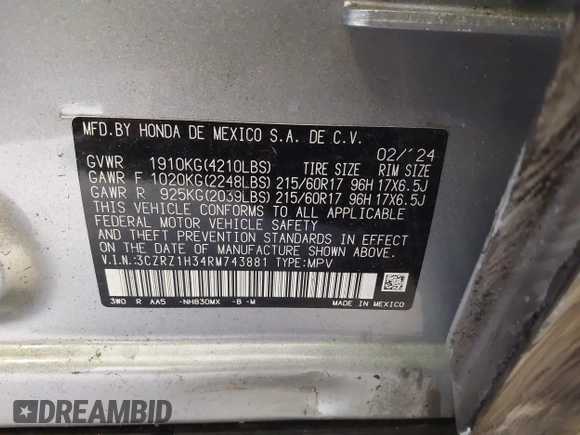 MFD.BY HONDA DE MEXICO S.A. DE C.V.
02/´24
GVWR 1910KG(4210LBS) TIRE SIZE RIM SIZE
GAWR F 1020KG(2248LBS) 215/60R17 96H 17X6.5J
GAWR R 925KG(2039LBS) 215/60R17 96H 17X6.5J
THIS VEHICLE CONFORMS TO ALL APPLICABLE
FEDERAL MOTOR VEHICLE SAFETY
AND THEFT PREVENTION STANDARDS IN EFFECT
ON THE DATE OF MANUFACTURE SHOWN ABOVE.
V.I.N.:3CZRZ1H34RM743881 TYPE:MPV
3W0 R AA5 -NH830MX -B -M
MADE IN MEXICO
DREAMBID